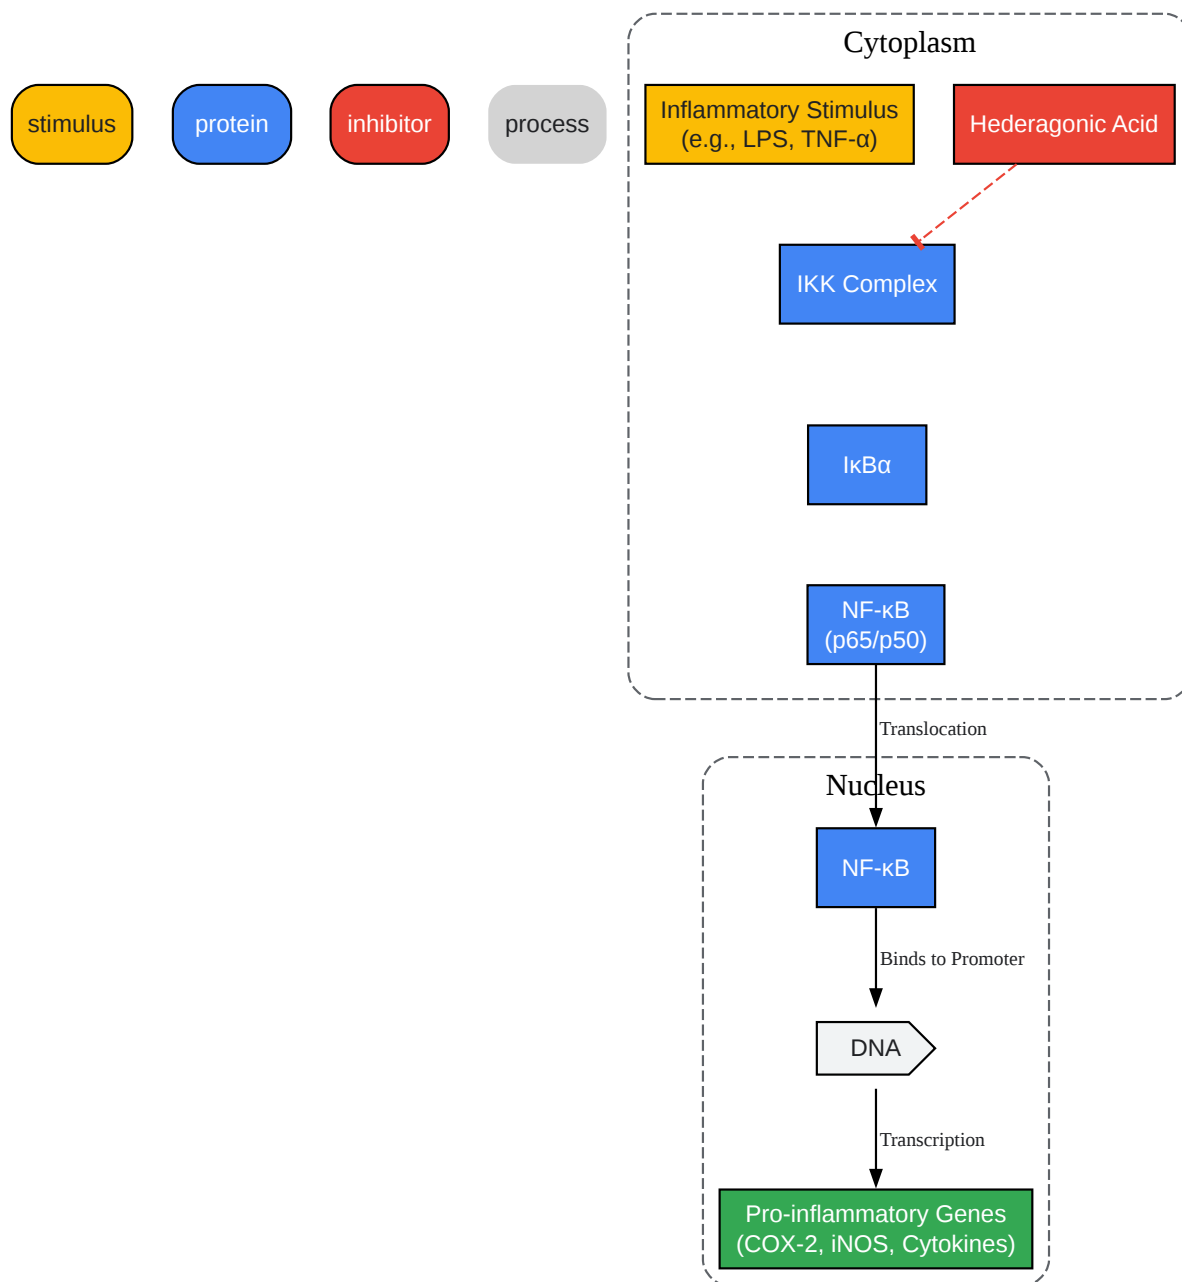 Cytoplasm
stimulus
protein
inhibitor
process
Inflammatory Stimulus
(e.g., LPS, TNF-α)
Hederagonic Acid
IKK Complex
IκBα
NF-κB
(p65/p50)
Translocation
Nucleus
NF-κB
Binds to Promoter
DNA
Transcription
Pro-inflammatory Genes
(COX-2, iNOS, Cytokines)